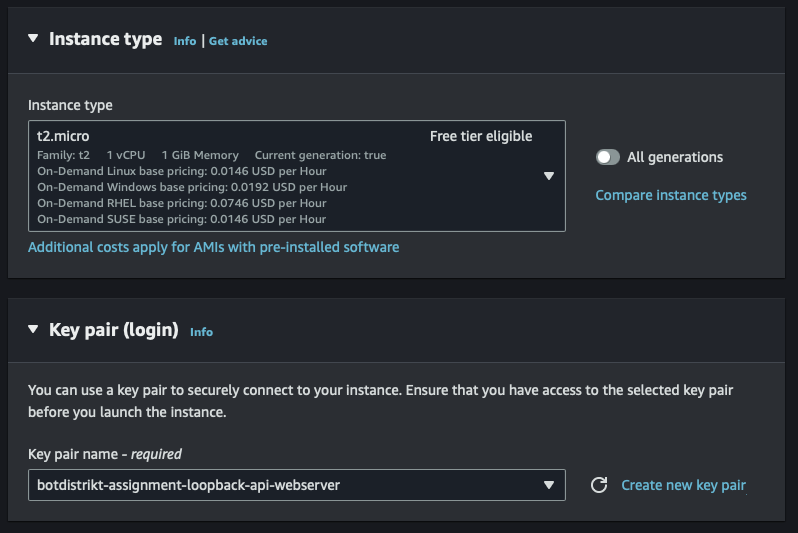 Instance type Info | Get advice
Instance type
t2.micro Free tier eligible
Family: t2 1 vCPU 1 GiB Memory Current generation: true
On-Demand Linux base pricing: 0.0146 USD per Hour
On-Demand Windows base pricing: 0.0192 USD per Hour
On-Demand RHEL base pricing: 0.0746 USD per Hour
On-Demand SUSE base pricing: 0.0146 USD per Hour
All generations
Compare instance types
Additional costs apply for AMIs with pre-installed software
Key pair (login) Info
You can use a key pair to securely connect to your instance. Ensure that you have access to the selected key pair
before you launch the instance.
Key pair name - required
botdistrikt-assignment-loopback-api-webserver
Create new key pair